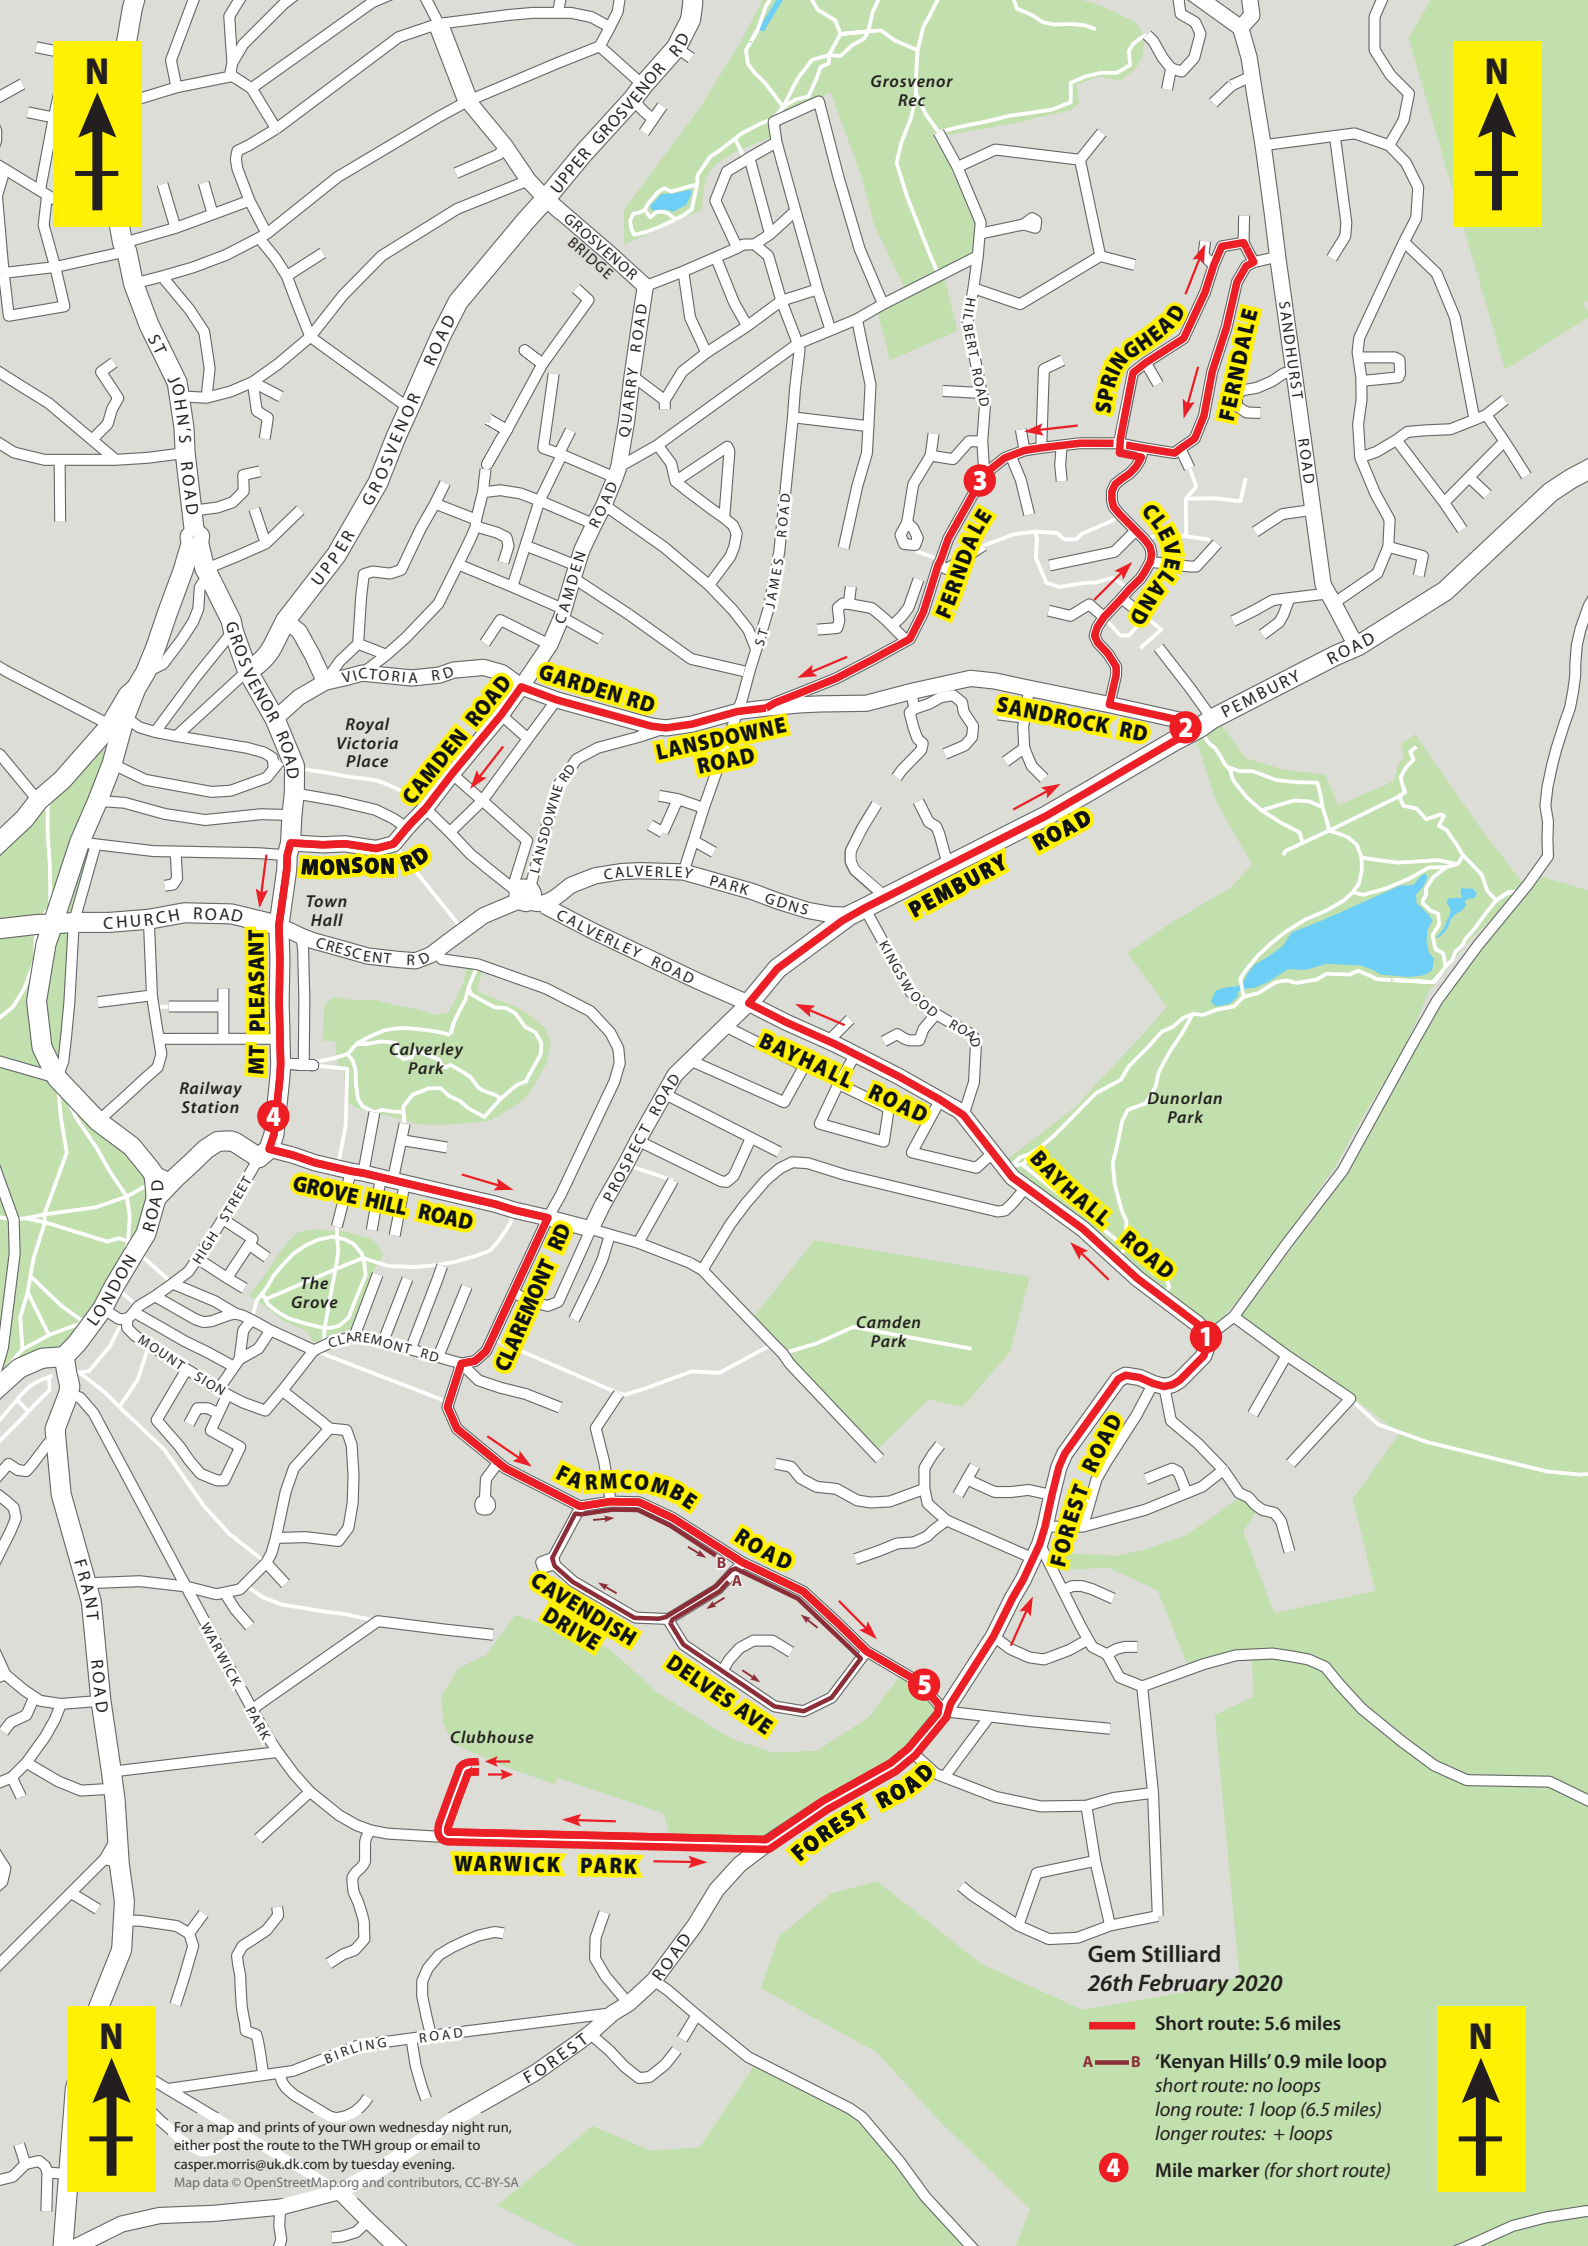 N
N
Grosvenor
Rec
UPPER GROSVENOR RD
GROSVENOR
BRIDGE
ST JOHN'S ROAD
UPPER GROSVENOR ROAD
QUARRY ROAD
HILBERT ROAD
SPRINGHEAD
FERNDALE
SANDHURST ROAD
3
FERNDALE
CLEVELAND
CAMDEN ROAD
ST JAMES ROAD
GROSVENOR ROAD
VICTORIA RD
GARDEN RD
CAMDEN ROAD
Royal
Victoria
Place
LANSDOWNE
ROAD
SANDROCK RD
2
PEMBURY ROAD
LANSDOWNE RD
MONSON RD
CALVERLEY PARK GDNS
PEMBURY ROAD
Town
Hall
CHURCH ROAD
CRESCENT RD
CALVERLEY ROAD
KINGSWOOD ROAD
MT PLEASANT
Calverley
Park
BAYHALL ROAD
Railway
Station
4
PROSPECT ROAD
Dunorlan
Park
BAYHALL ROAD
GROVE HILL ROAD
HIGH STREET
LONDON ROAD
CLAREMONT RD
The
Grove
Camden
Park
1
MOUNT SION
CLAREMONT RD
FOREST ROAD
FARMCOMBE ROAD
B
A
CAVENDISH
DRIVE
DELVES AVE
5
FRANT ROAD
WARWICK PARK
Clubhouse
FOREST ROAD
WARWICK PARK
FOREST ROAD
BIRLING ROAD
N
For a map and prints of your own wednesday night run,
either post the route to the TWH group or email to
casper.morris@uk.dk.com by tuesday evening.
Map data © OpenStreetMap.org and contributors, CC-BY-SA
Gem Stilliard
26th February 2020
Short route: 5.6 miles
A B 'Kenyan Hills' 0.9 mile loop
short route: no loops
long route: 1 loop (6.5 miles)
longer routes: + loops
4 Mile marker (for short route)
N